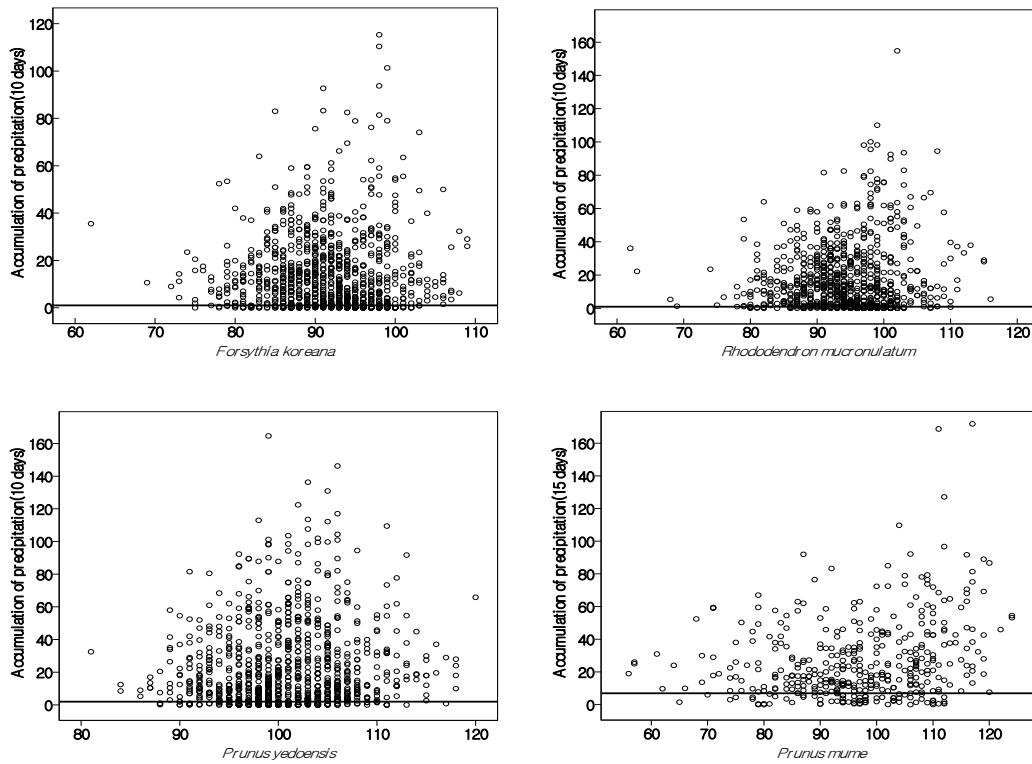 Accumulation of precipitation(10 days)
120
100
80
60
40
20
0
60 70 80 90 100 110
Forsythia koreana
Accumulation of precipitation(10 days)
160
140
120
100
80
60
40
20
0
60 70 80 90 100 110 120
Rhododendron mucronulatum
Accumulation of precipitation(10 days)
160
140
120
100
80
60
40
20
0
80 90 100 110 120
Prunus yedoensis
Accumulation of precipitation(15 days)
160
140
120
100
80
60
40
20
0
60 70 80 90 100 110 120
Prunus mume